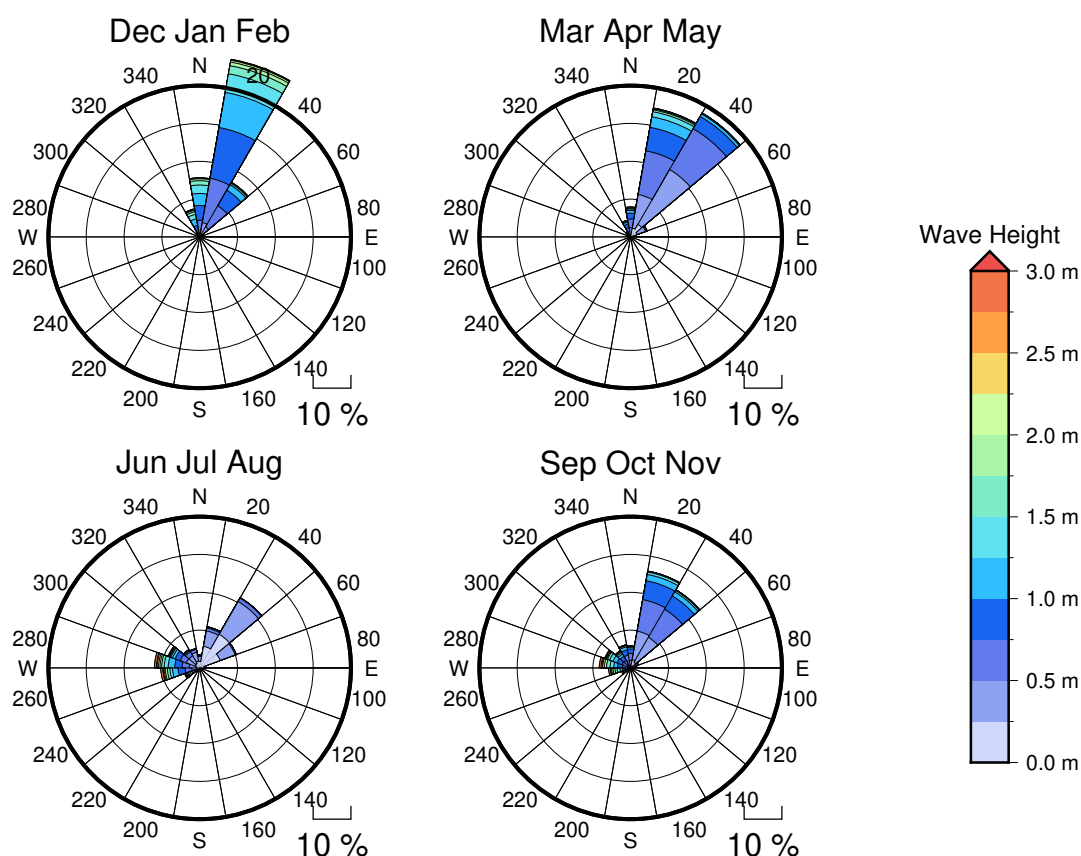 Dec Jan Feb
N
20
40
60
80
E
100
120
140
160
S
200
220
240
260
W
280
300
320
340
10 %
Mar Apr May
N
20
40
60
80
E
100
120
140
160
S
200
220
240
260
W
280
300
320
340
10 %
Jun Jul Aug
N
20
40
60
80
E
100
120
140
160
S
200
220
240
260
W
280
300
320
340
10 %
Sep Oct Nov
N
20
40
60
80
E
100
120
140
160
S
200
220
240
260
W
280
300
320
340
10 %
Wave Height
3.0 m
2.5 m
2.0 m
1.5 m
1.0 m
0.5 m
0.0 m